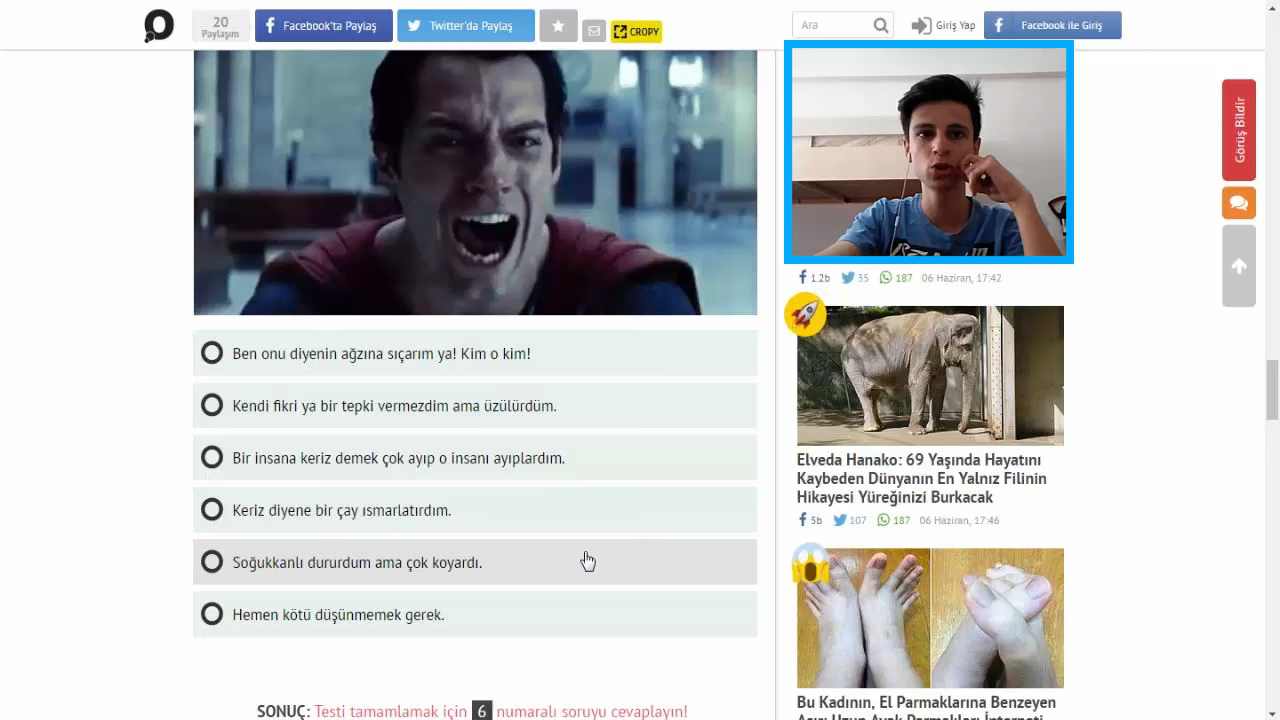 20
Paylaşım
Facebook'ta Paylaş
Twitter'da Paylaş
CROPY
Ara
Giriş Yap
Facebook ile Giriş
Görüş Bildir
1.2b 35 187 06 Haziran, 17:42
Ben onu diyenin ağzına sıçarım ya! Kim o kim!
Kendi fikri ya bir tepki vermezdim ama üzülürdüm.
Bir insana keriz demek çok ayıp o insanı ayıplardım.
Keriz diyene bir çay ısmarlatırdım.
Soğukkanlı dururdum ama çok koyardı.
Hemen kötü düşünmemek gerek.
SONUÇ: Testi tamamlamak için 6 numaralı soruyu cevaplayın!
Elveda Hanako: 69 Yaşında Hayatını
Kaybeden Dünyanın En Yalnız Filinin
Hikayesi Yüreğinizi Burkacak
5b 107 187 06 Haziran, 17:46
Bu Kadının, El Parmaklarına Benzeyen
Aşırı Uzun Ayak Parmakları İnterneti